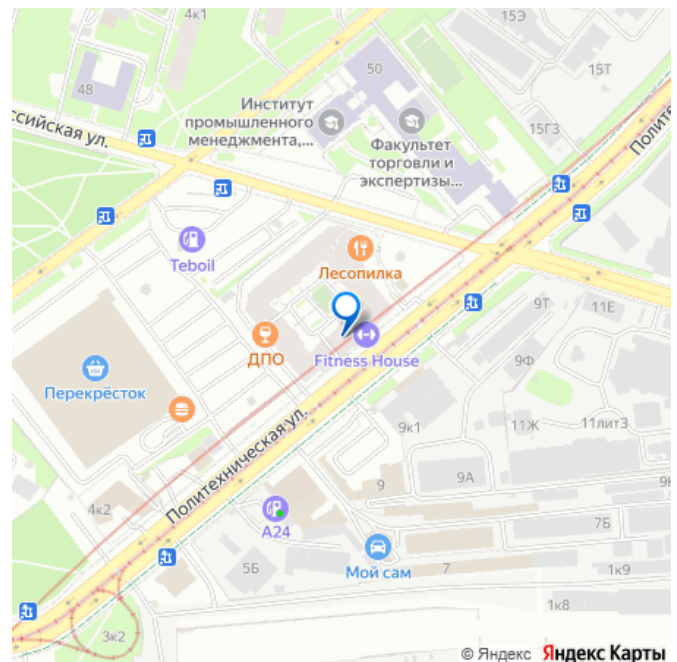 4к1
15Э
48
50
15Т
Институт
промышленного
менеджмента,...
ссийская ул.
Факультет
торговли и
экспертизы...
15Г3
Полите
Teboil
Лесопилка
ДПО
Fitness House
9Т
11Е
9Ф
Перекрёсток
Политехническая ул.
9к1
11Ж
11лит3
4к2
9
9А
A24
7Б
5Б
Мой сам
7
1к9
1к8
3к2
© Яндекс Яндекс Карты